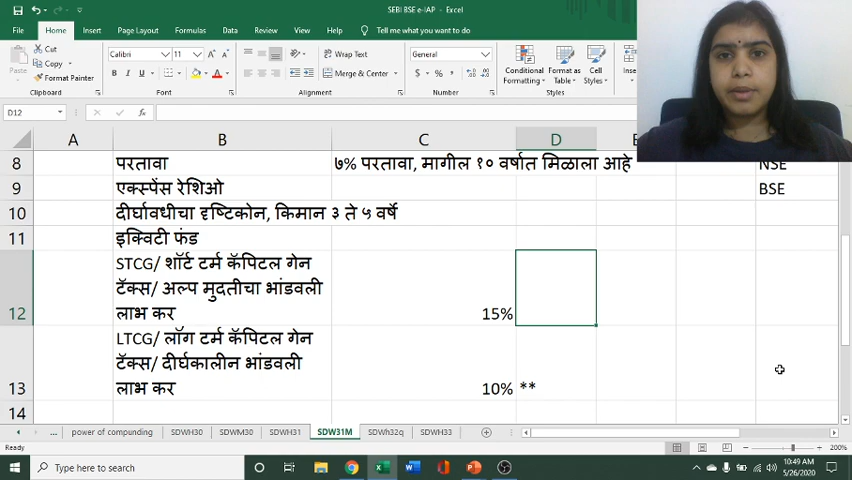 SEBI BSE e-IAP - Excel
File Home Insert Draw Page Layout Formulas Data Review View Help Tell me what you want to do
Cut
Copy
Format Painter
Paste
Clipboard
Calibri 11
Font
Wrap Text
Merge & Center
Alignment
General
Number
Conditional Formatting
Format as Table
Cell Styles
Styles
D12
A B C D
8 परतावा ७% परतावा, मागील १० वर्षात मिळाला आहे NSE
9 एक्स्पेंस रेशिओ BSE
10 दीर्घावधीचा दृष्टिकोन, किमान ३ ते ५ वर्षे
11 इक्विटी फंड
STCG/ शॉर्ट टर्म कॅपिटल गेन
टॅक्स/ अल्प मुदतीचा भांडवली
12 लाभ कर 15%
LTCG/ लॉग टर्म कॅपिटल गेन
टॅक्स/ दीर्घकालीन भांडवली
13 लाभ कर 10% **
14
... power of compunding SDWH30 SDWM30 SDWH31 SDW31M SDWh32q SDWH33
Ready 200%
Type here to search
10:49 AM
5/26/2020